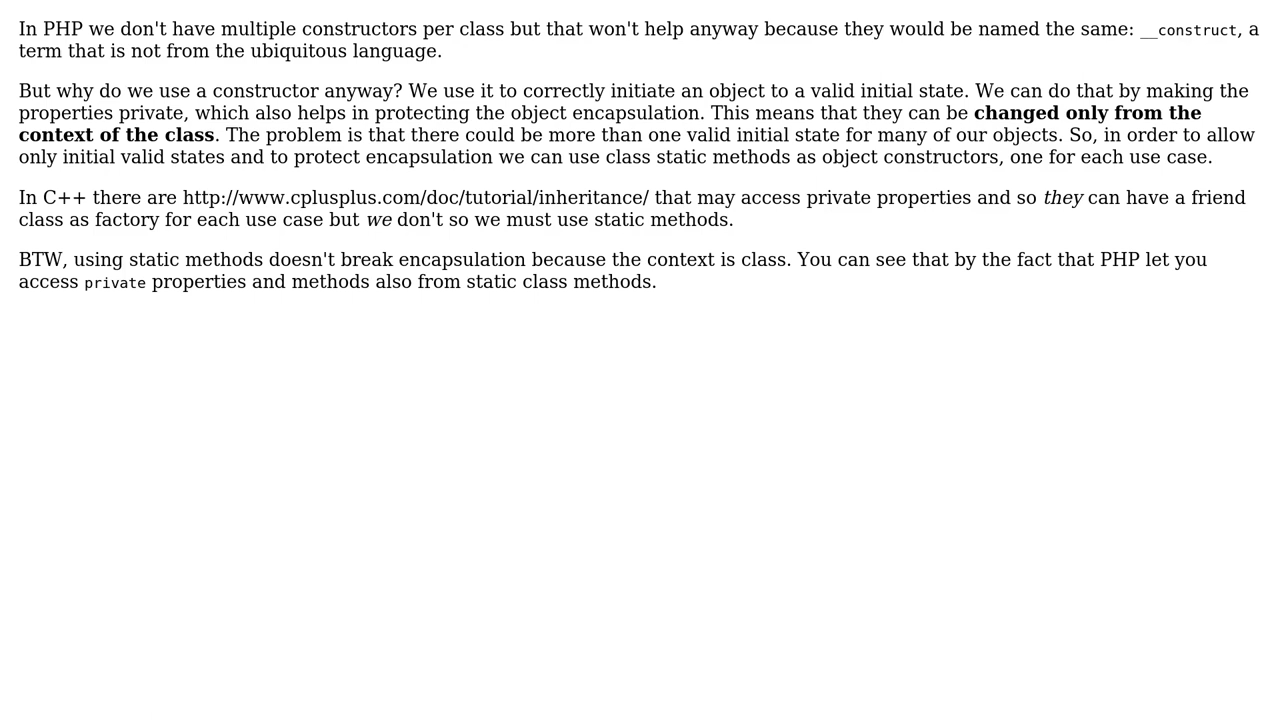 In PHP we don't have multiple constructors per class but that won't help anyway because they would be named the same: __construct, a
term that is not from the ubiquitous language.
But why do we use a constructor anyway? We use it to correctly initiate an object to a valid initial state. We can do that by making the
properties private, which also helps in protecting the object encapsulation. This means that they can be changed only from the
context of the class. The problem is that there could be more than one valid initial state for many of our objects. So, in order to allow
only initial valid states and to protect encapsulation we can use class static methods as object constructors, one for each use case.
In C++ there are http://www.cplusplus.com/doc/tutorial/inheritance/ that may access private properties and so they can have a friend
class as factory for each use case but we don't so we must use static methods.
BTW, using static methods doesn't break encapsulation because the context is class. You can see that by the fact that PHP let you
access private properties and methods also from static class methods.